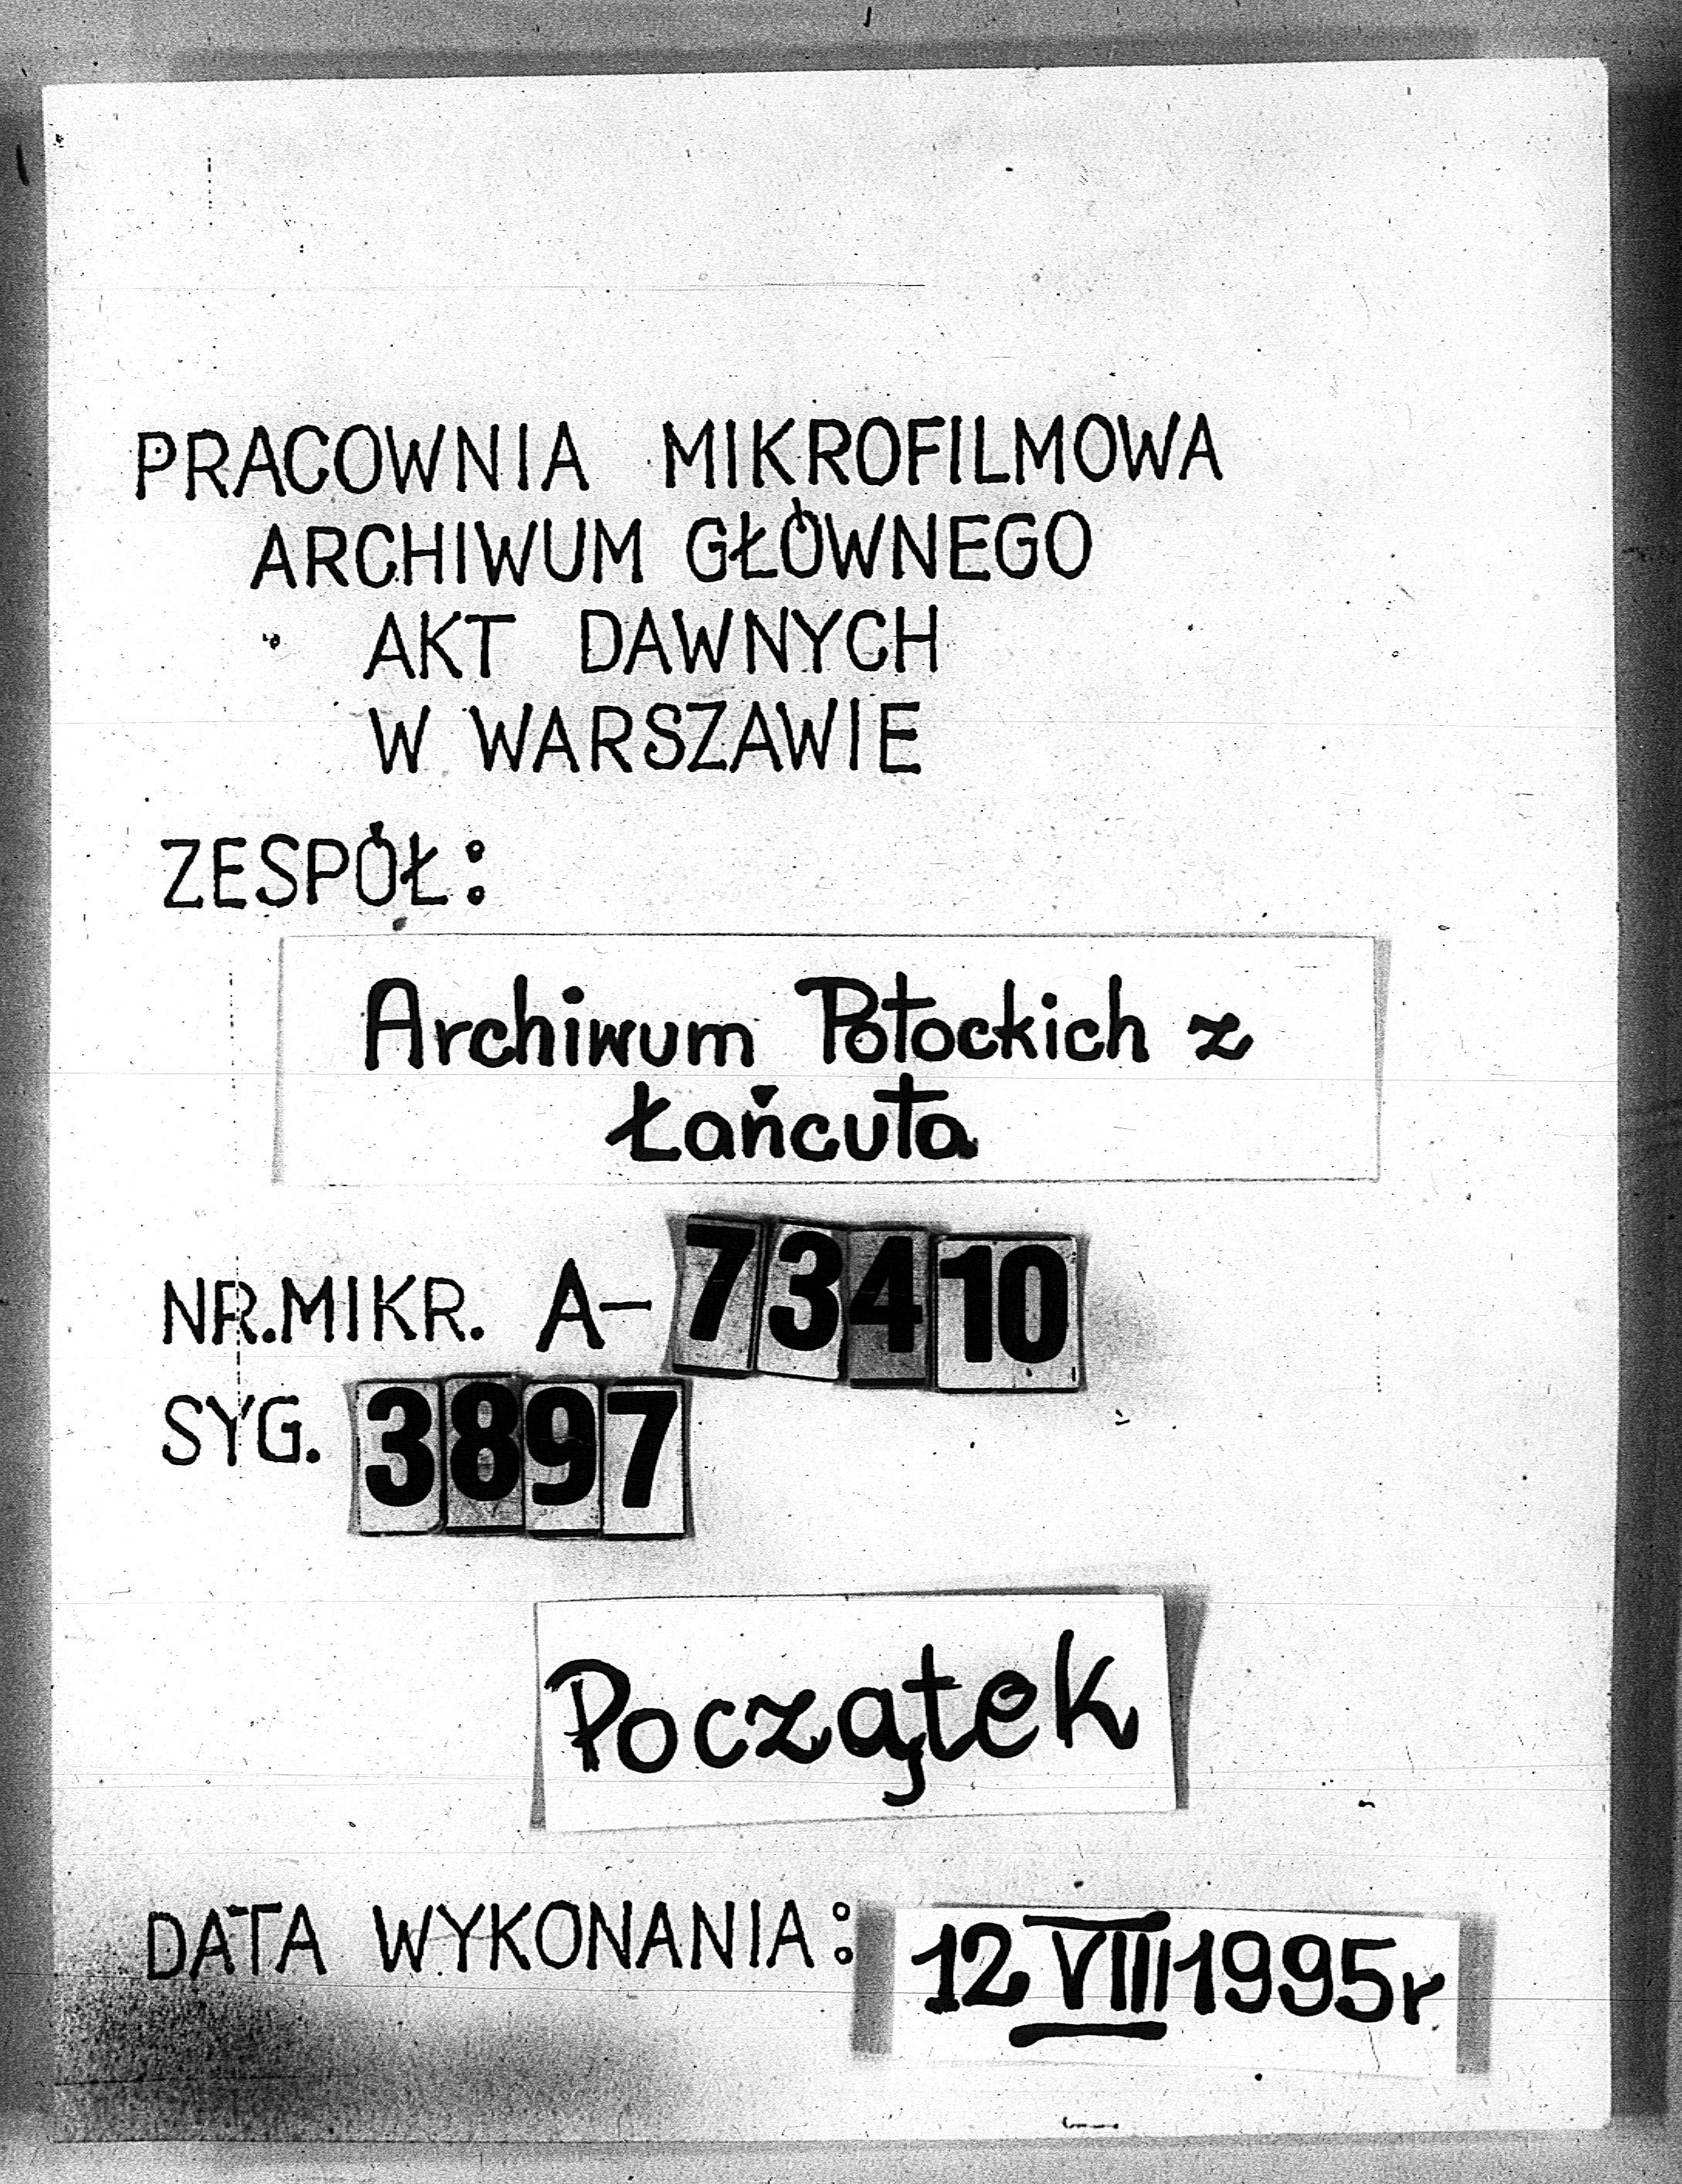 PRACOWNIA MIKROFILMOWA
ARCHIWUM GŁÓWNEGO
AKT DAWNYCH
W WARSZAWIE
ZESPÓŁ:
Archiwum Potockich z
Łańcuta
NR.MIKR. A-73410
SYG. 3897
Początek
DATA WYKONANIA: 12 VIII 1995r